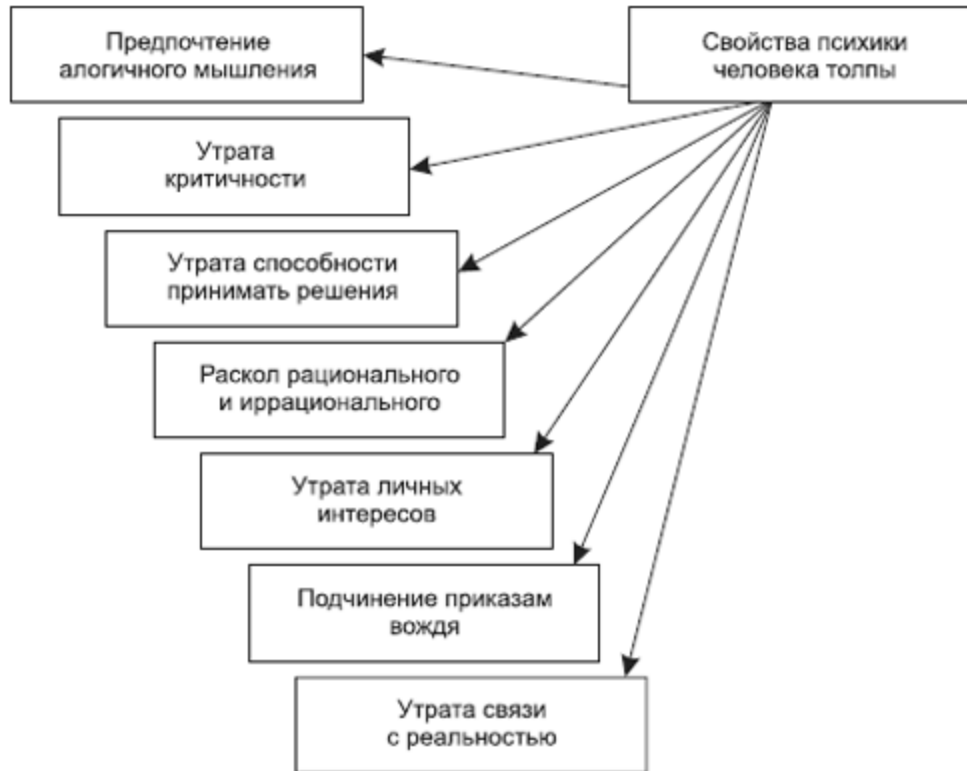 Предпочтение
алогичного мышления
Свойства психики
человека толпы
Утрата
критичности
Утрата способности
принимать решения
Раскол рационального
и иррационального
Утрата личных
интересов
Подчинение приказам
вождя
Утрата связи
с реальностью